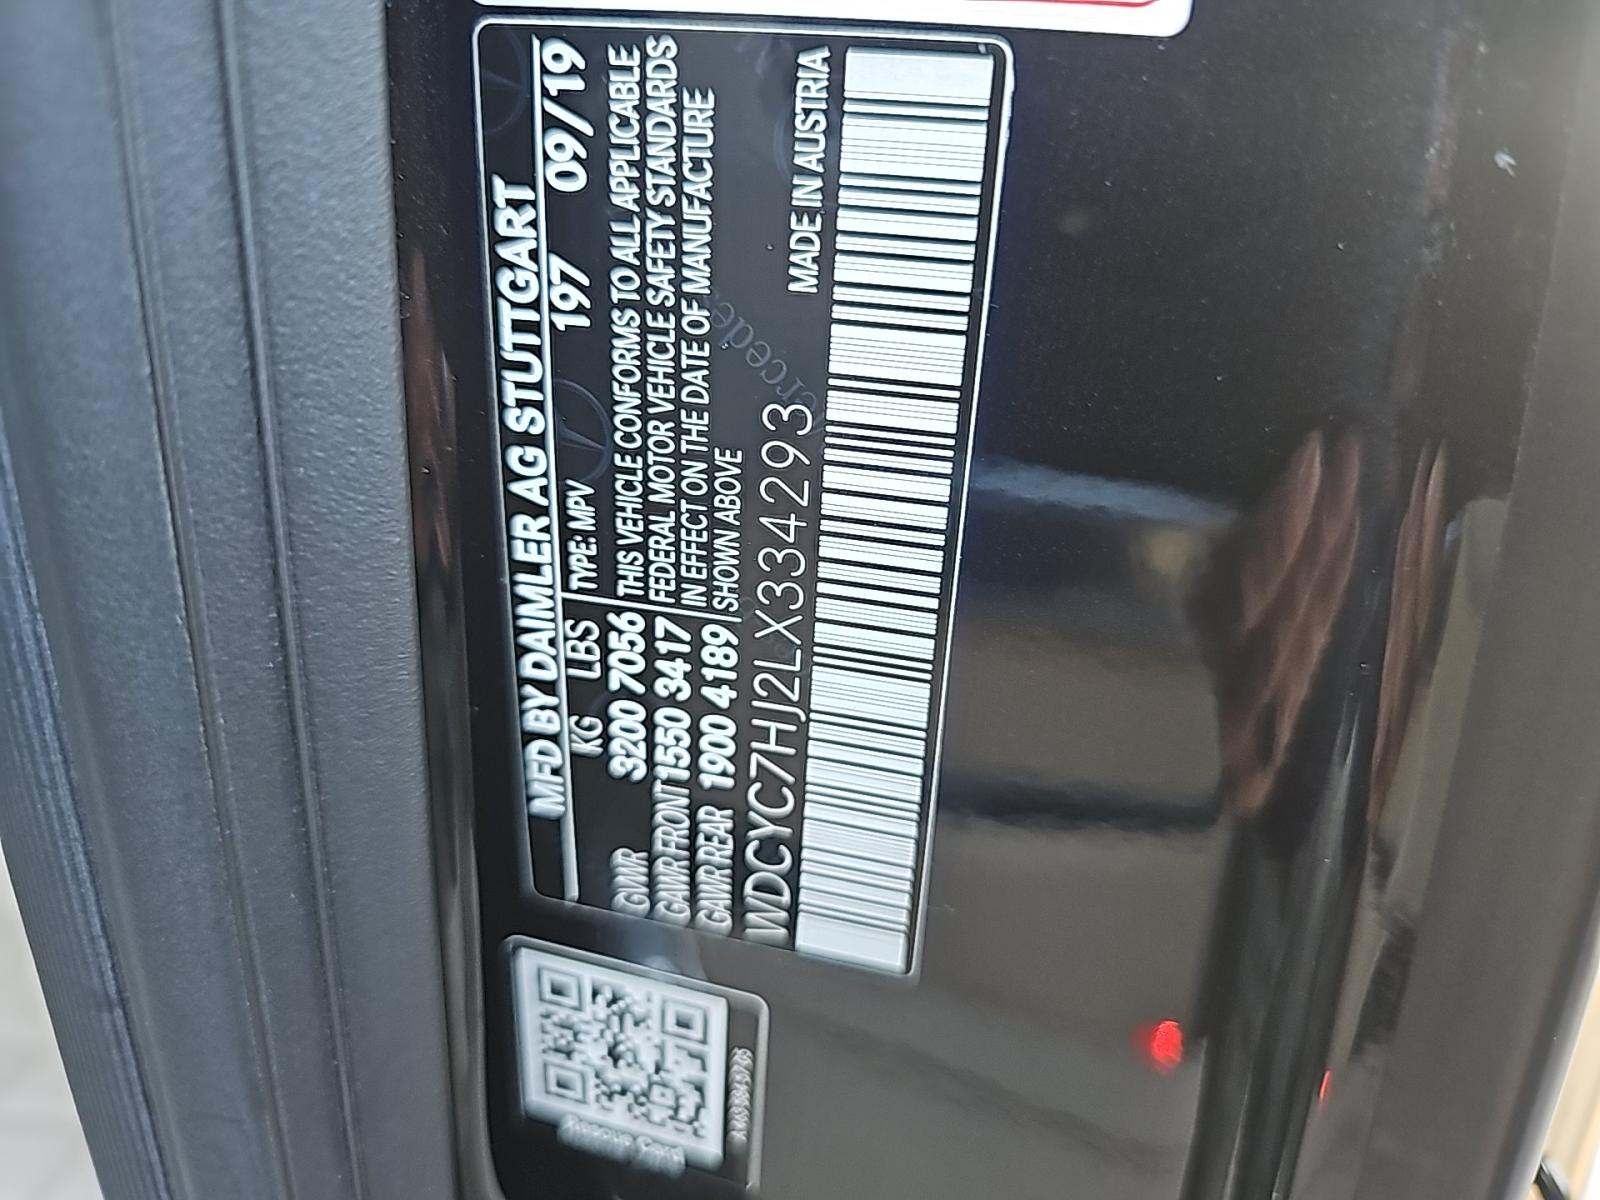 MFD BY DAIMLER AG STUTTGART
KG LBS TYPE: MPV 197 09/19
GVWR 3200 7056 THIS VEHICLE CONFORMS TO ALL APPLICABLE
GAWR FRONT 1550 3417 FEDERAL MOTOR VEHICLE SAFETY STANDARDS
GAWR REAR 1900 4189 IN EFFECT ON THE DATE OF MANUFACTURE
SHOWN ABOVE
WDCYC7HJ2LX334293
MADE IN AUSTRIA